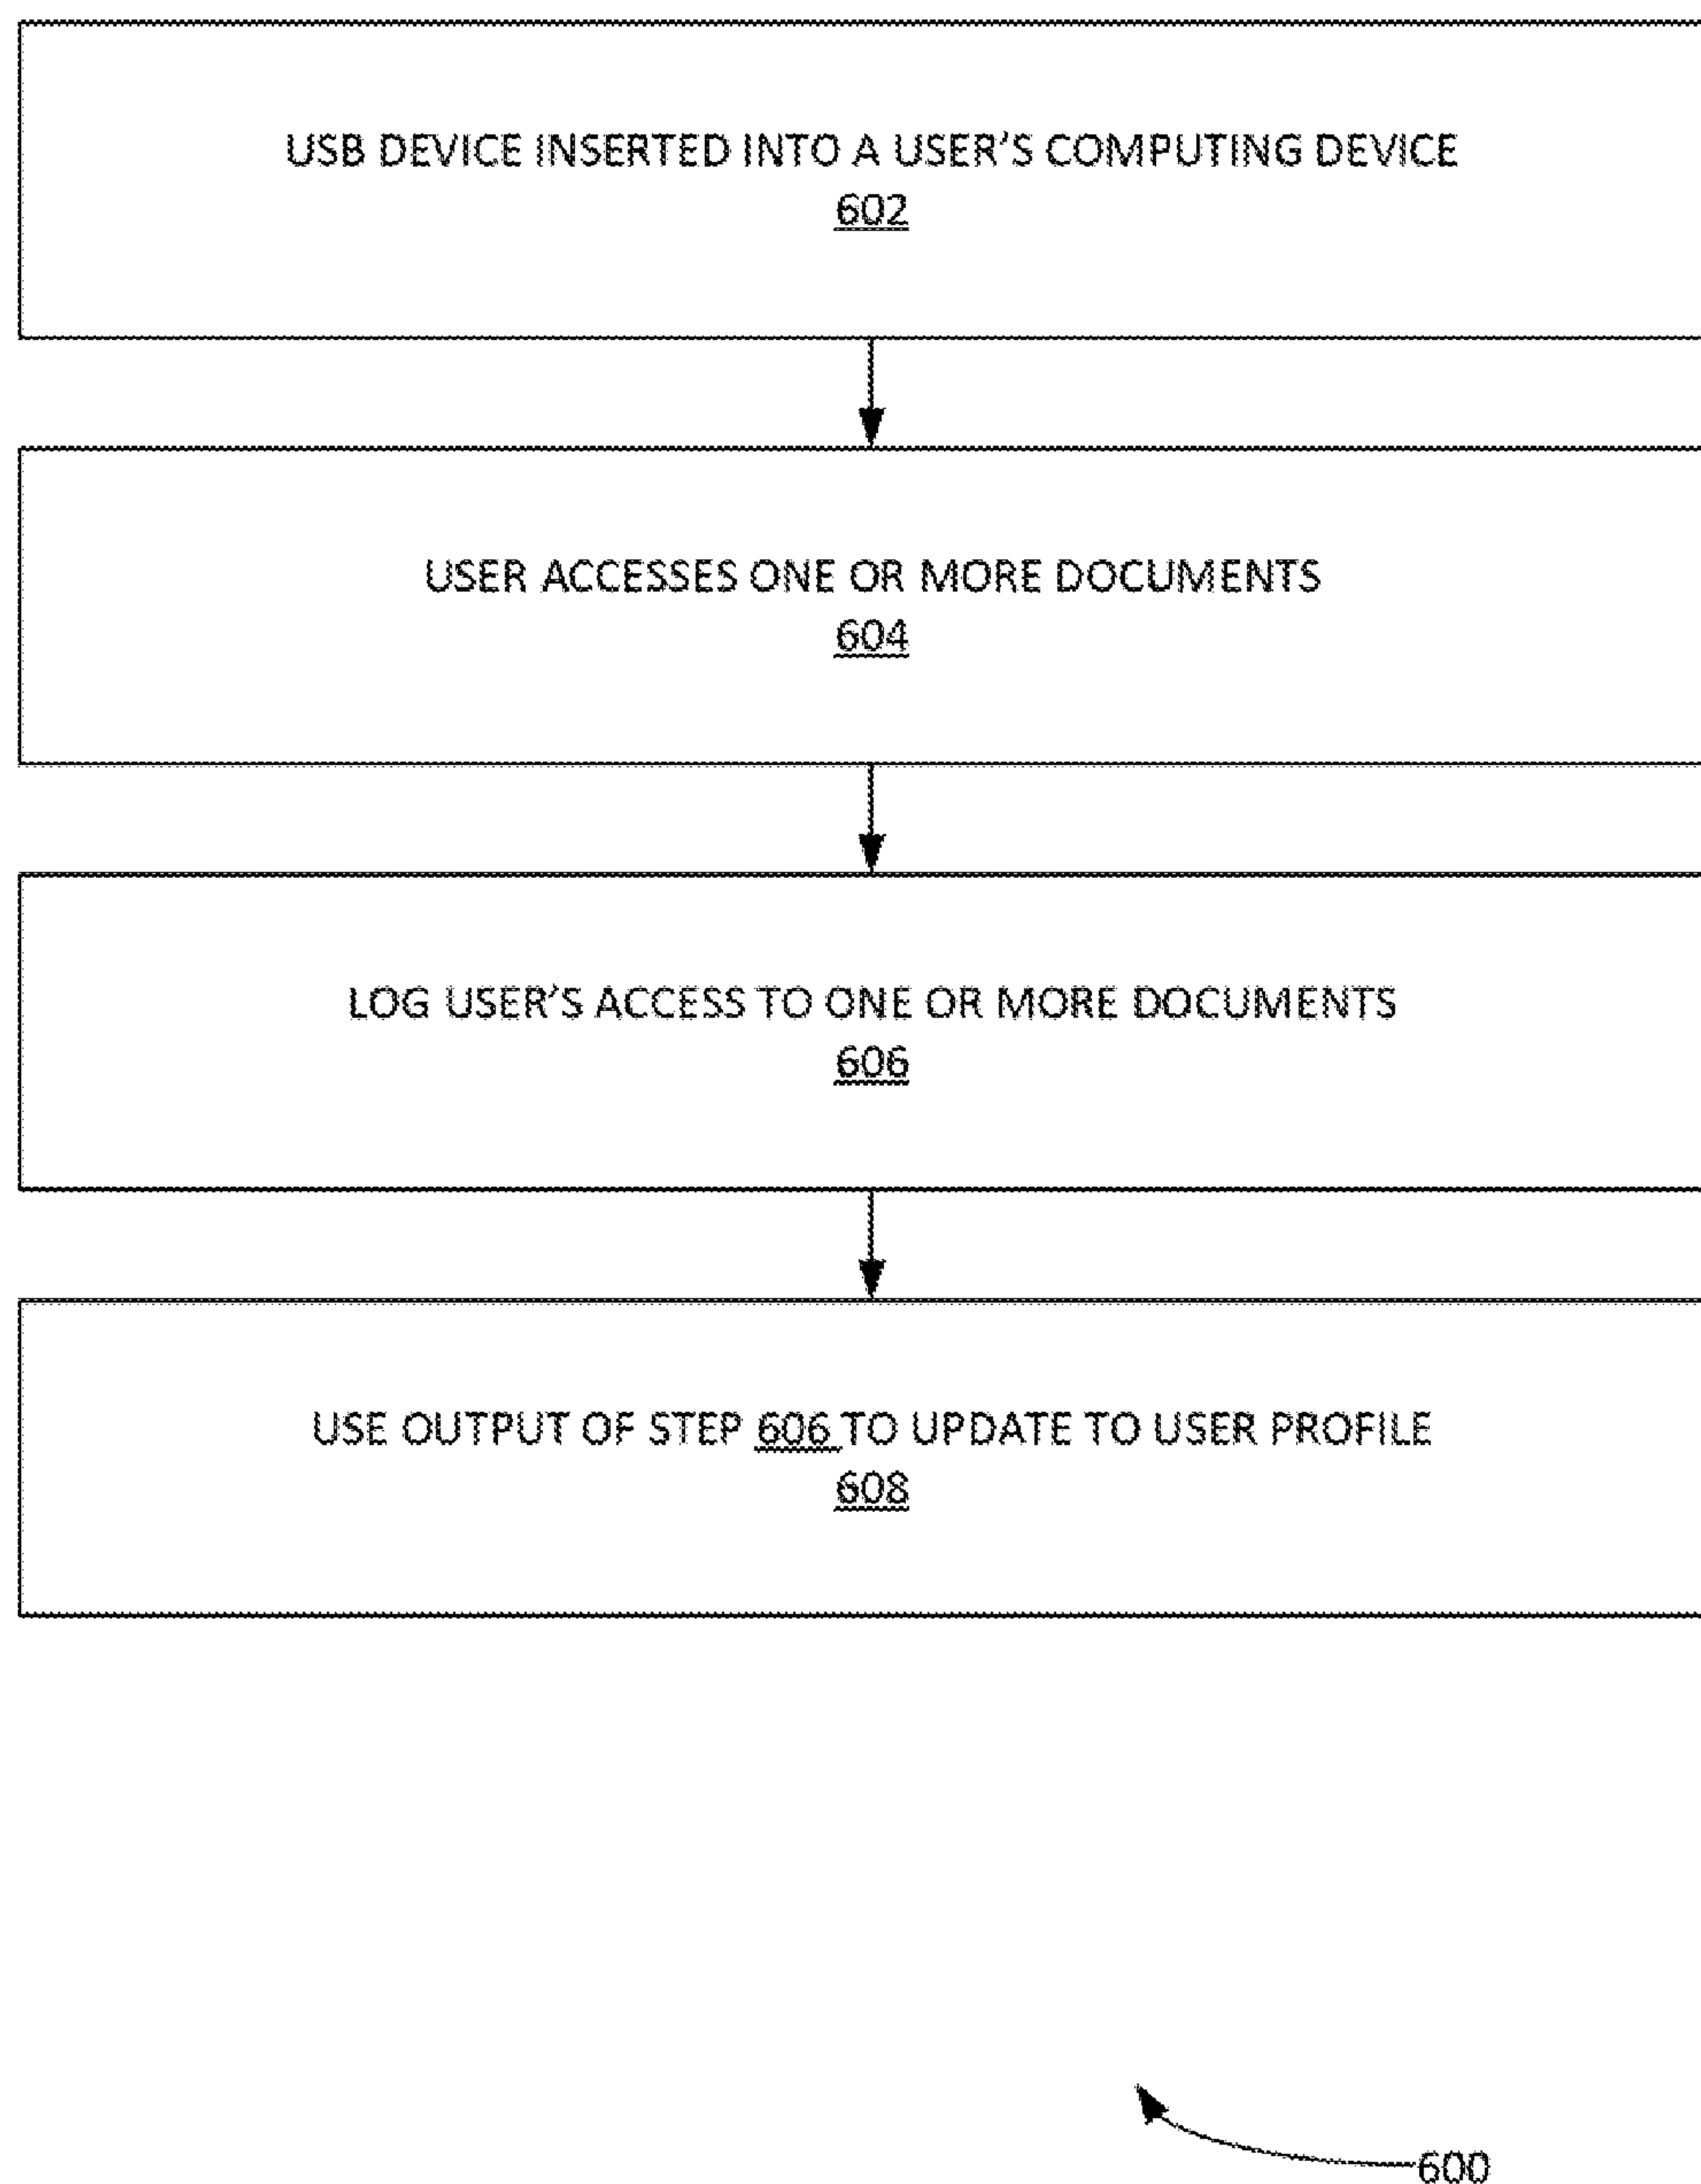 USB DEVICE INSERTED INTO A USER'S COMPUTING DEVICE
602
USER ACCESSES ONE OR MORE DOCUMENTS
604
LOG USER'S ACCESS TO ONE OR MORE DOCUMENTS
606
USE OUTPUT OF STEP 606 TO UPDATE TO USER PROFILE
608
600